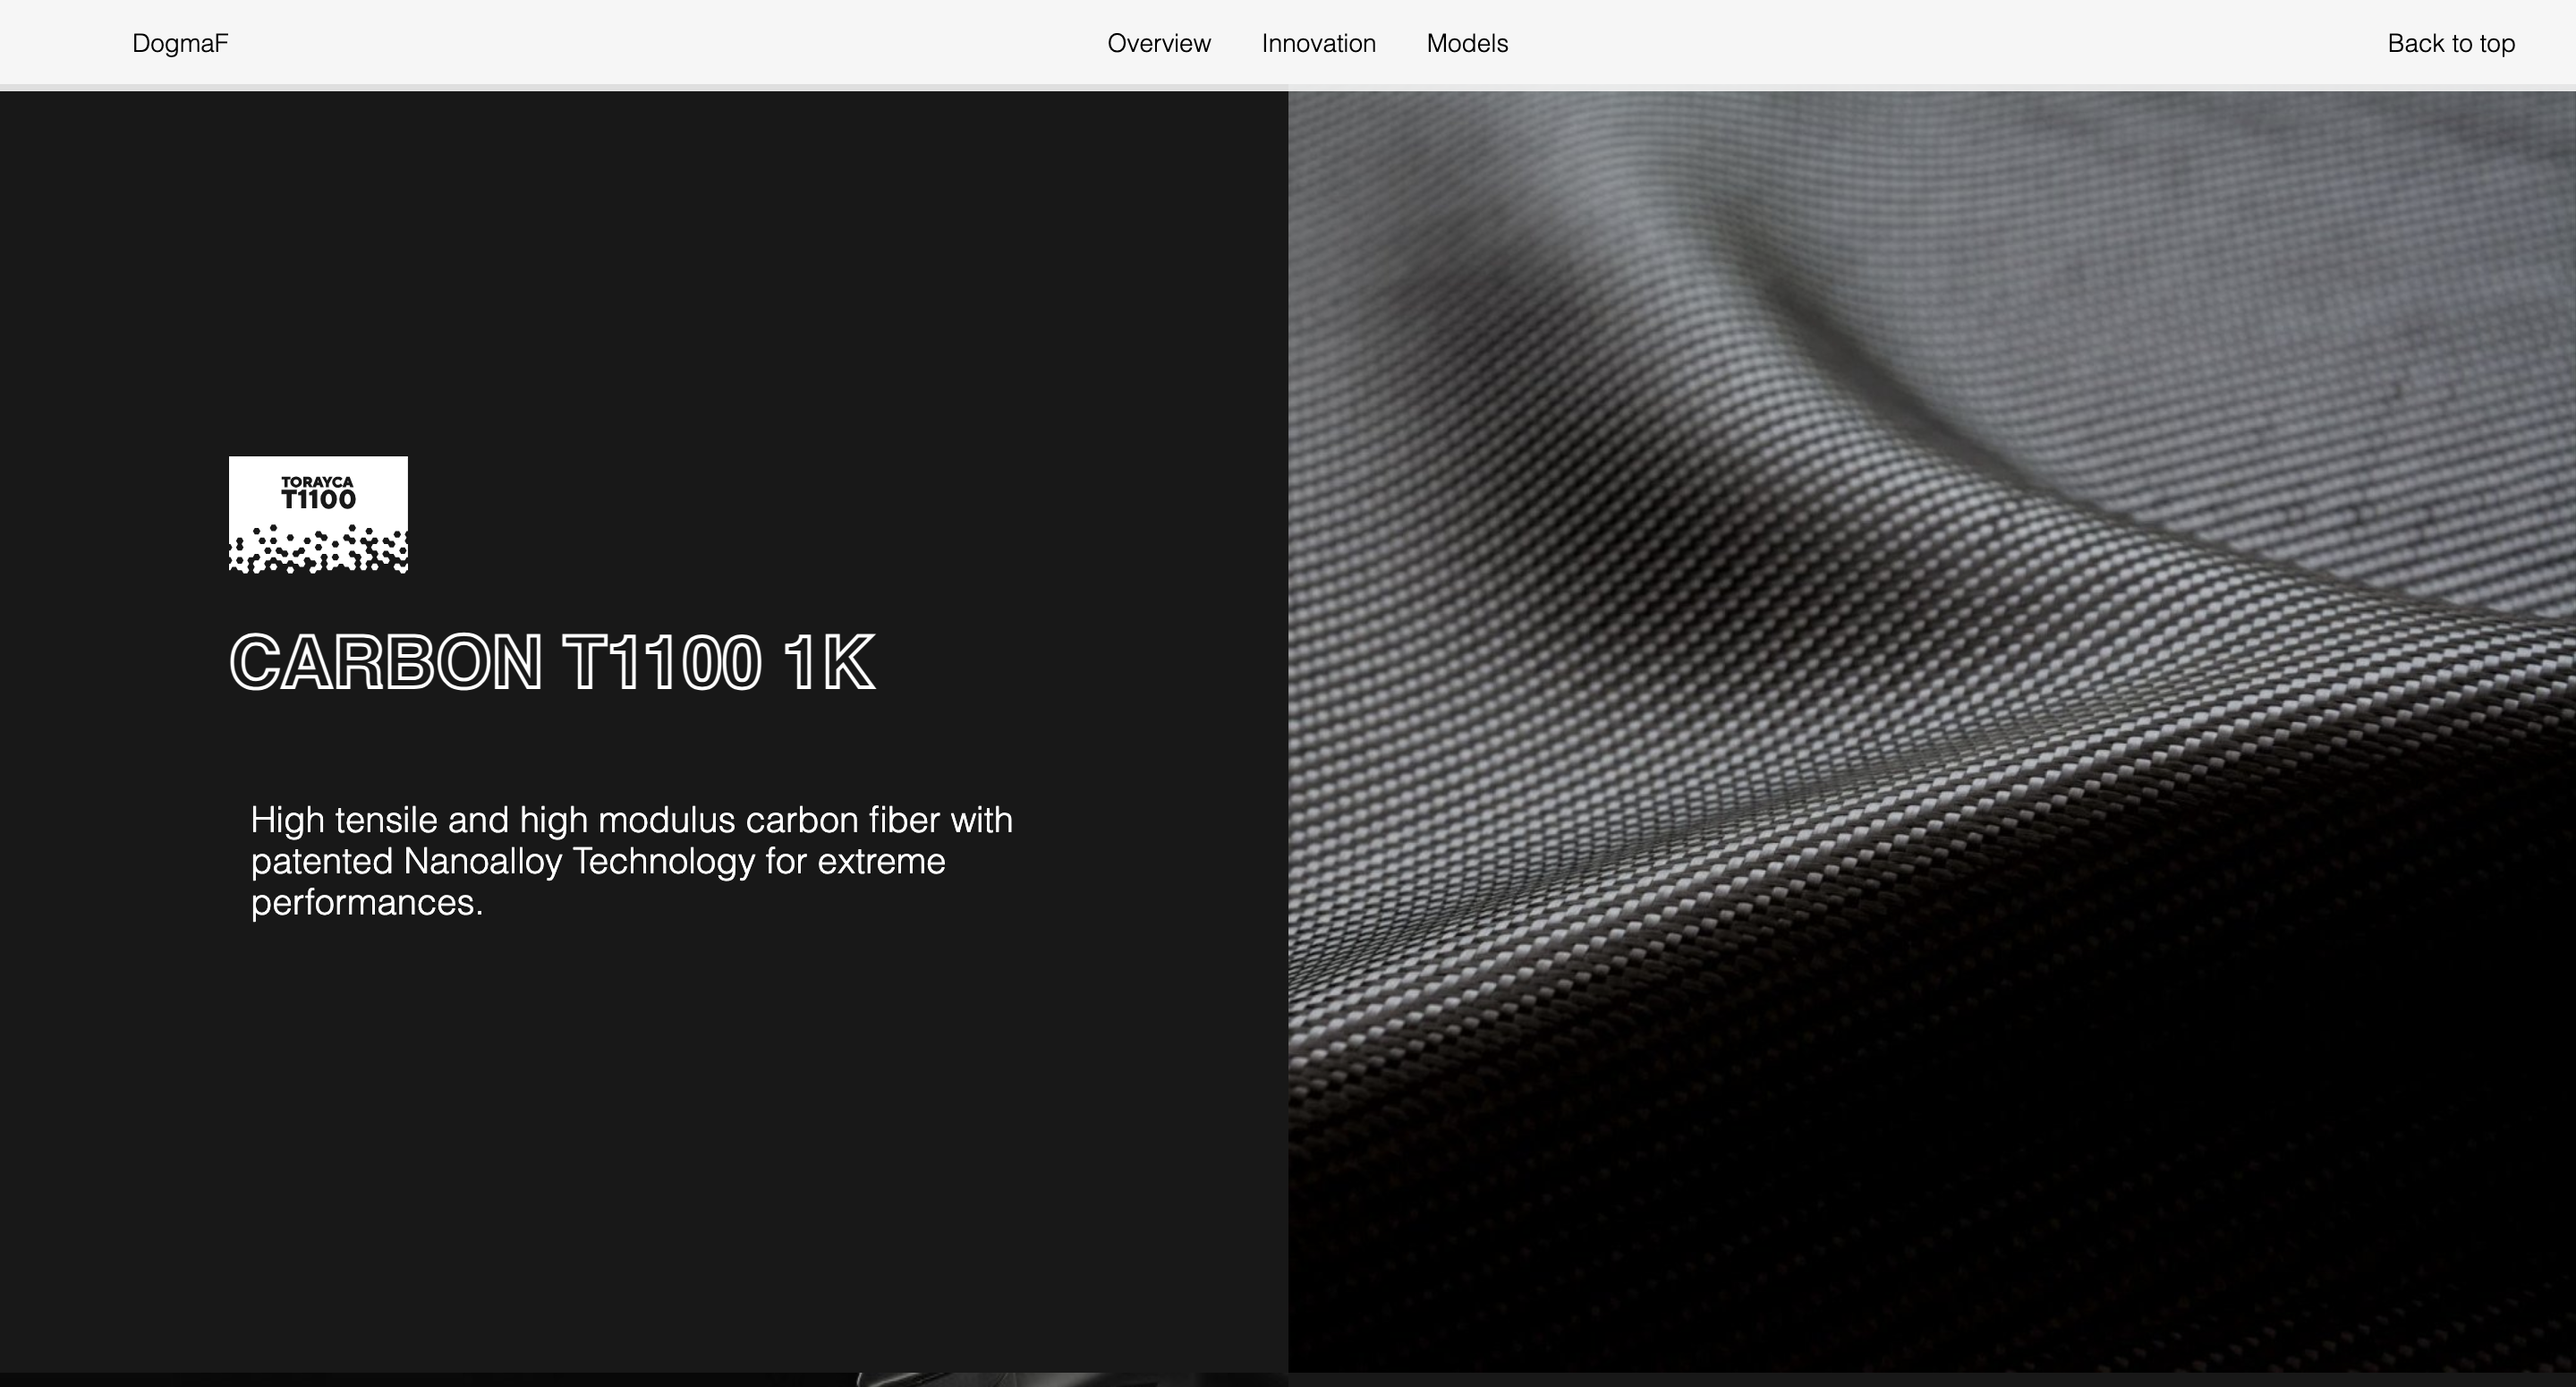 DogmaF
Overview
Innovation
Models
Back to top
TORAYCA
T1100
CARBON T1100 1K
High tensile and high modulus carbon fiber with
patented Nanoalloy Technology for extreme
performances.